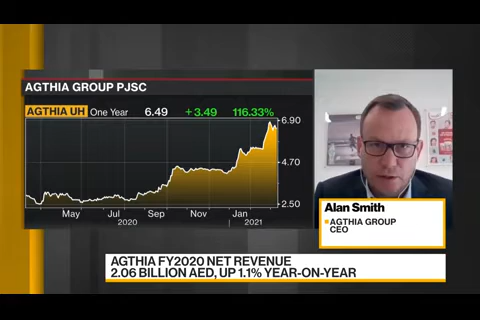 AGTHIA GROUP PJSC
AGTHIA UH One Year 6.49 +3.49 116.33%
6.90
4.70
2.50
May Jul Sep Nov Jan
2020 2021
Alan Smith
AGTHIA GROUP
CEO
AGTHIA FY2020 NET REVENUE
2.06 BILLION AED, UP 1.1% YEAR-ON-YEAR